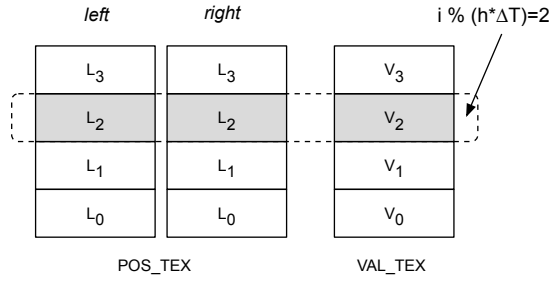 left right i % (h*ΔT)=2
L3 L3 V3
L2 L2 V2
L1 L1 V1
L0 L0 V0
POS_TEX VAL_TEX